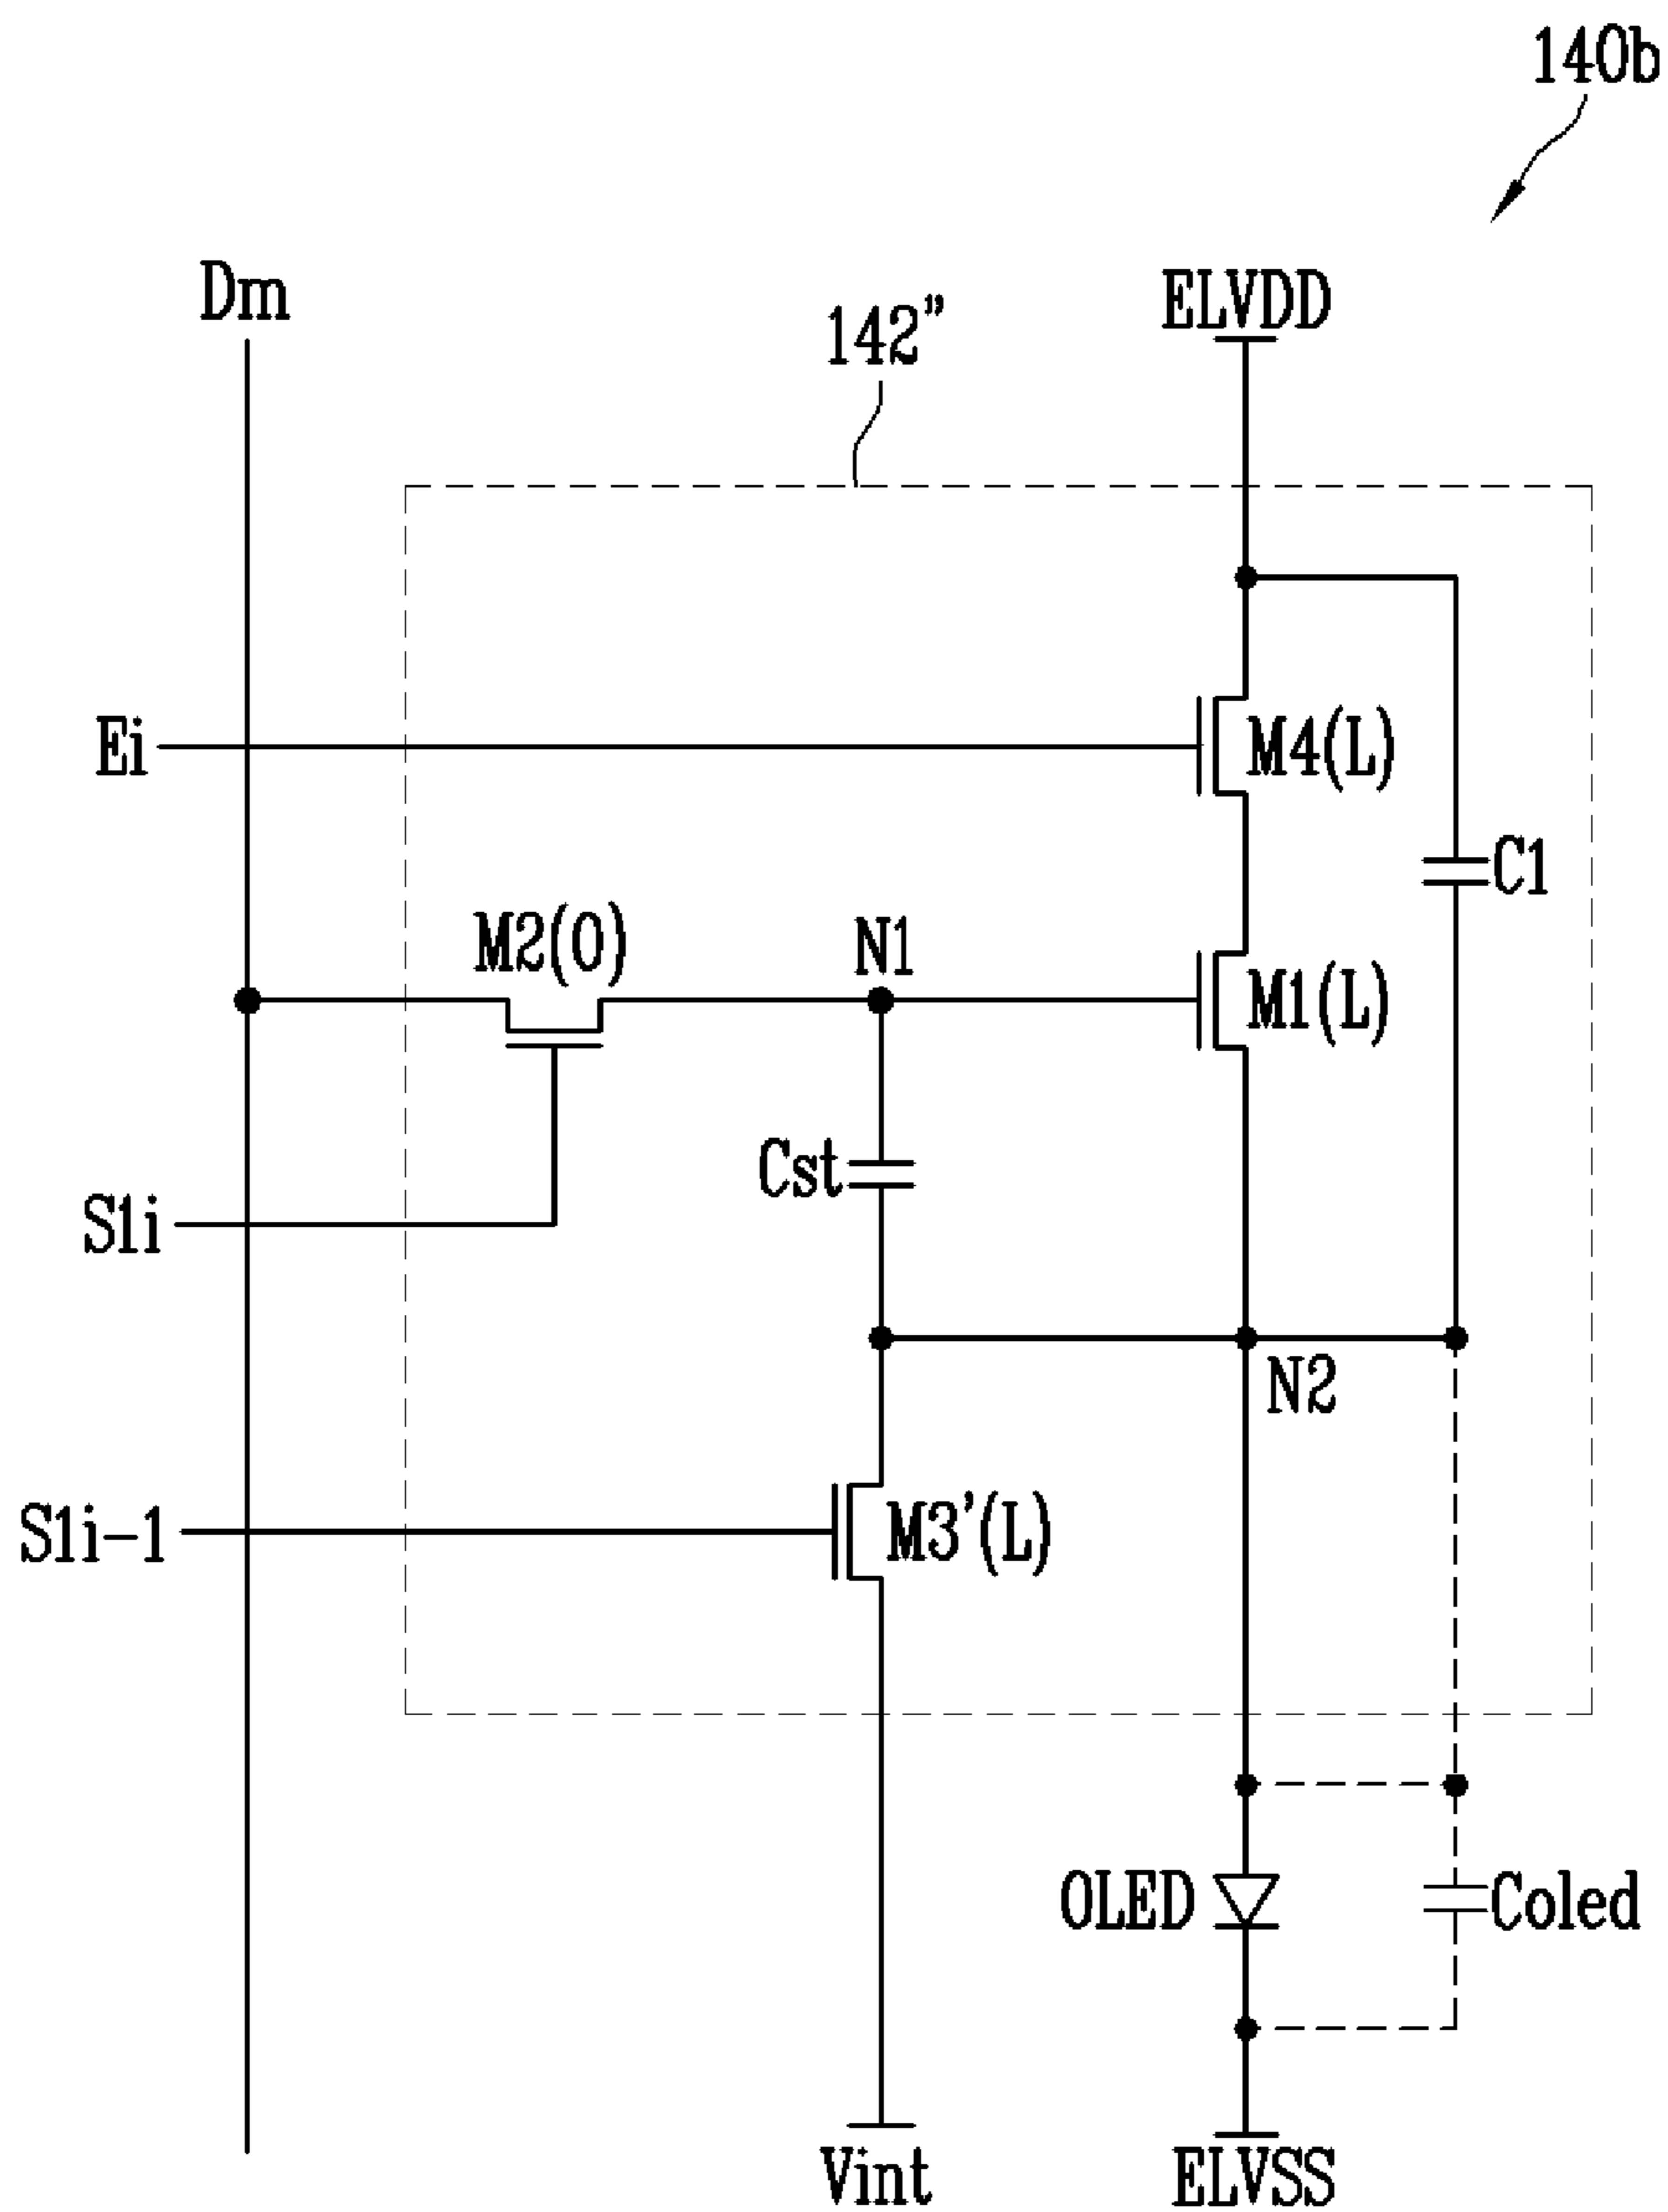 140b
Dm
ELVDD
142"
Ei
M4(L)
C1
M2(O)
N1
M1(L)
Cst
S1i
N2
S1i-1
M3'(L)
OLED
Coled
Vint
ELVSS